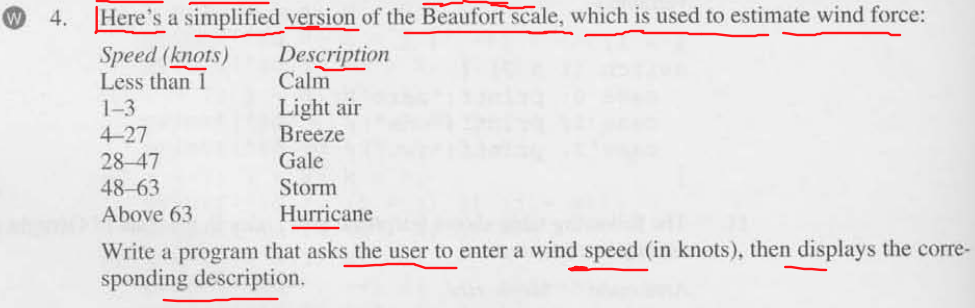 W 4. Here's a simplified version of the Beaufort scale, which is used to estimate wind force:
Speed (knots) Description
Less than 1 Calm
1–3 Light air
4–27 Breeze
28–47 Gale
48–63 Storm
Above 63 Hurricane
Write a program that asks the user to enter a wind speed (in knots), then displays the corre-
sponding description.